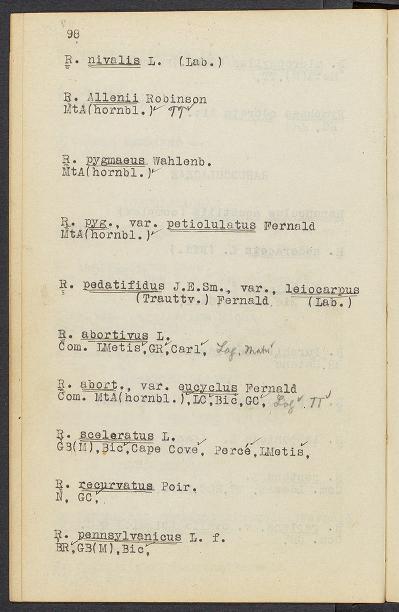 98
R. nivalis L. (Lab.)
R. Allenii Robinson
MtA(hornbl.) TT
R. pygmaeus Wahlenb.
MtA(hornbl.)
R. pyg., var. petiolulatus Fernald
MtA(hornbl.)
R. pedatifidus J.E.Sm., var., leiocarpus
(Trauttv.) Fernald (Lab.)
R. abortivus L.
Com. LMetis, GR, Carl, Log, Matn
R. abort., var. eucyclus Fernald
Com. MtA(hornbl.), LC, Bic, GC, Log TT
R. sceleratus L.
GB(M), Bic, Cape Cove, Percé, LMetis,
R. recurvatus Poir.
N, GC,
R. pennsylvanicus L. f.
BR, GB(M), Bic,